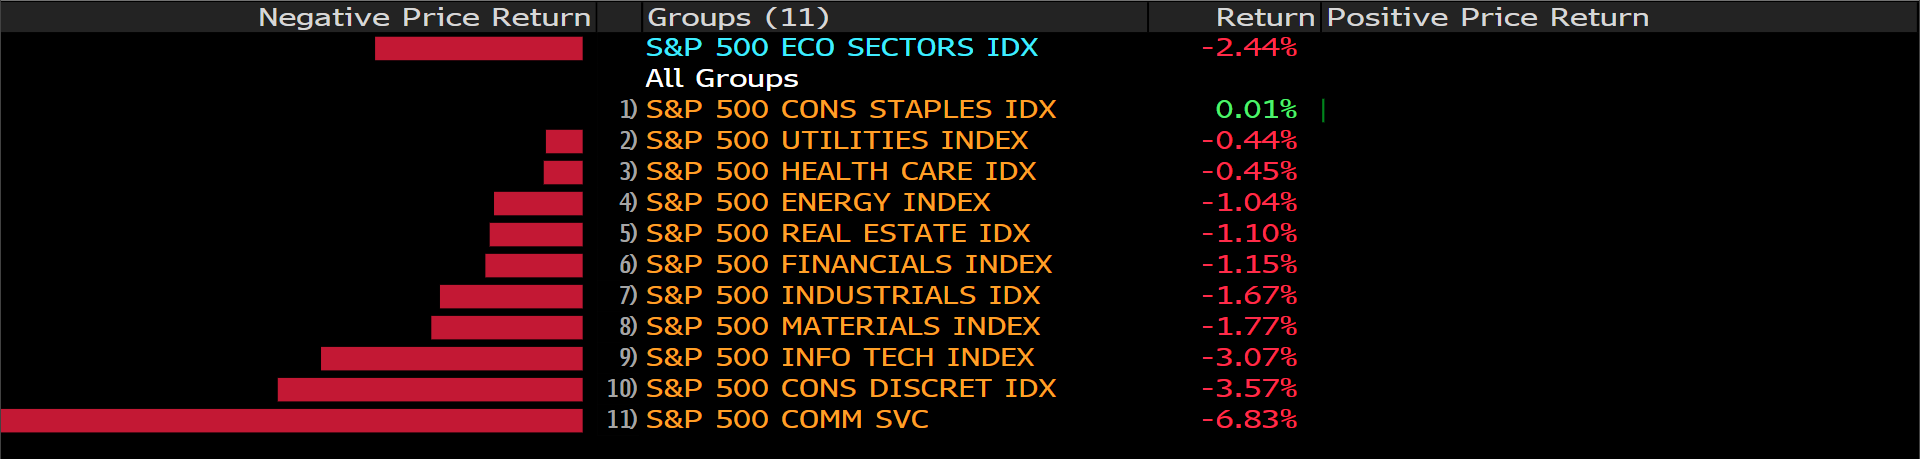 Negative Price Return Groups (11) Return Positive Price Return
S&P 500 ECO SECTORS IDX -2.44%
All Groups
1) S&P 500 CONS STAPLES IDX 0.01%
2) S&P 500 UTILITIES INDEX -0.44%
3) S&P 500 HEALTH CARE IDX -0.45%
4) S&P 500 ENERGY INDEX -1.04%
5) S&P 500 REAL ESTATE IDX -1.10%
6) S&P 500 FINANCIALS INDEX -1.15%
7) S&P 500 INDUSTRIALS IDX -1.67%
8) S&P 500 MATERIALS INDEX -1.77%
9) S&P 500 INFO TECH INDEX -3.07%
10) S&P 500 CONS DISCRET IDX -3.57%
11) S&P 500 COMM SVC -6.83%